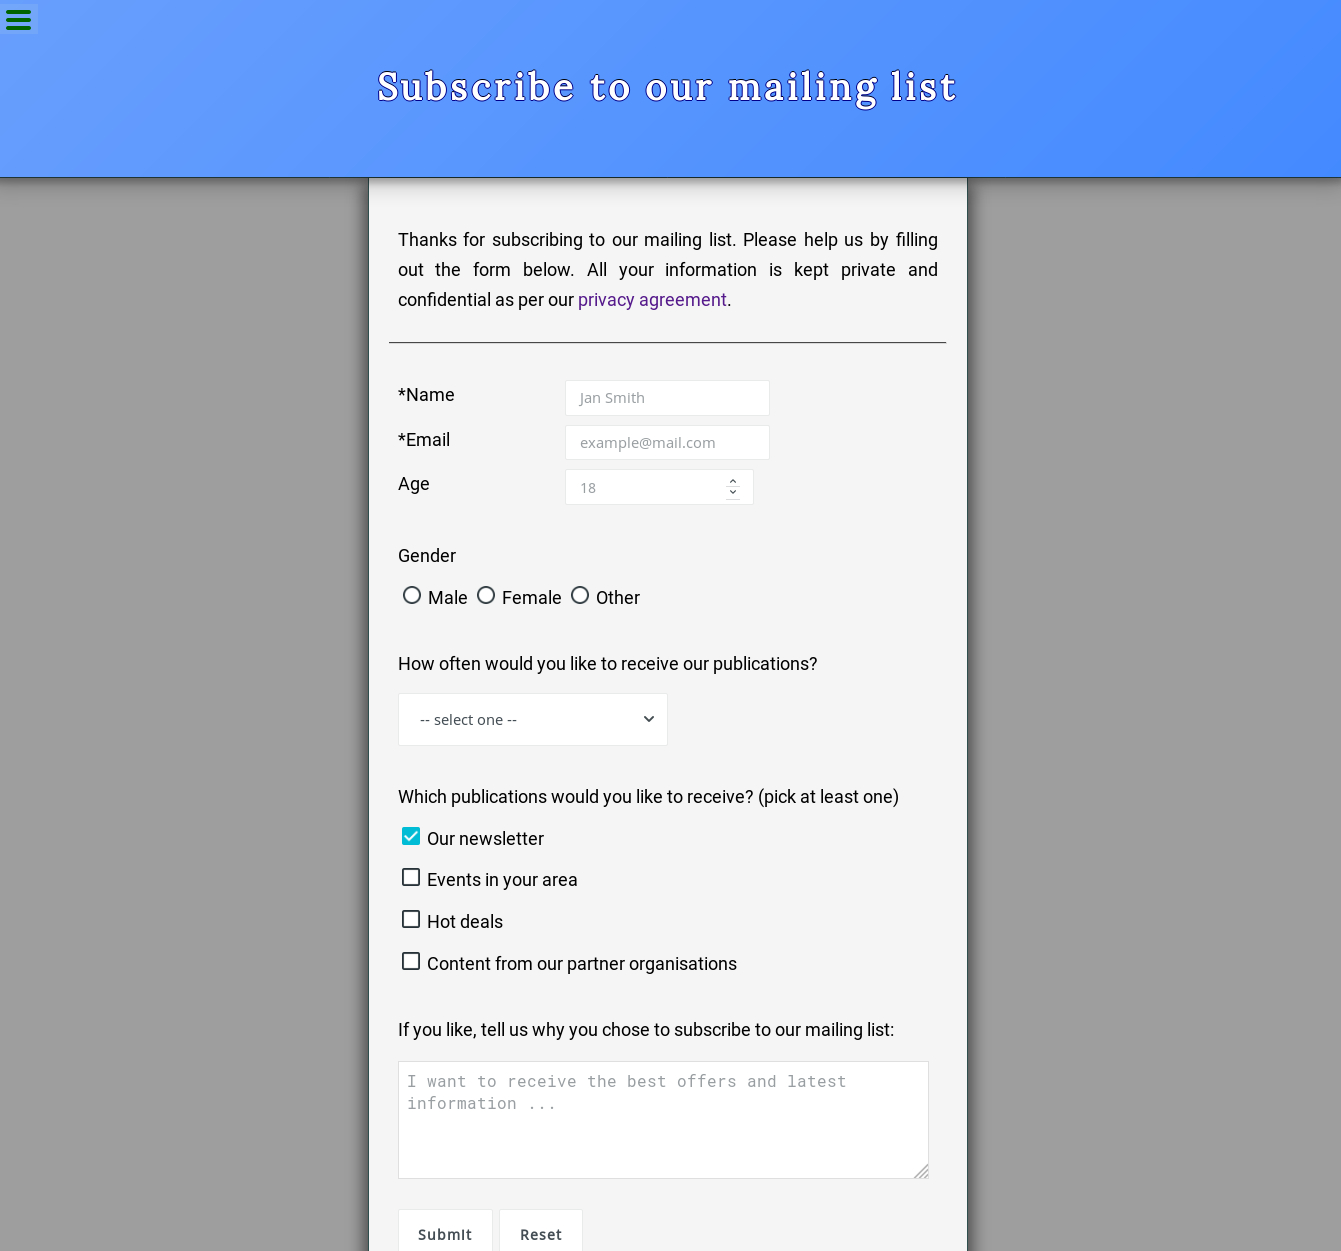 Subscribe to our mailing list
Thanks for subscribing to our mailing list. Please help us by filling
out the form below. All your information is kept private and
confidential as per our privacy agreement.
*Name
Jan Smith
*Email
example@mail.com
Age
18
Gender
Male Female Other
How often would you like to receive our publications?
-- select one --
Which publications would you like to receive? (pick at least one)
Our newsletter
Events in your area
Hot deals
Content from our partner organisations
If you like, tell us why you chose to subscribe to our mailing list:
I want to receive the best offers and latest
information ...
Submit Reset